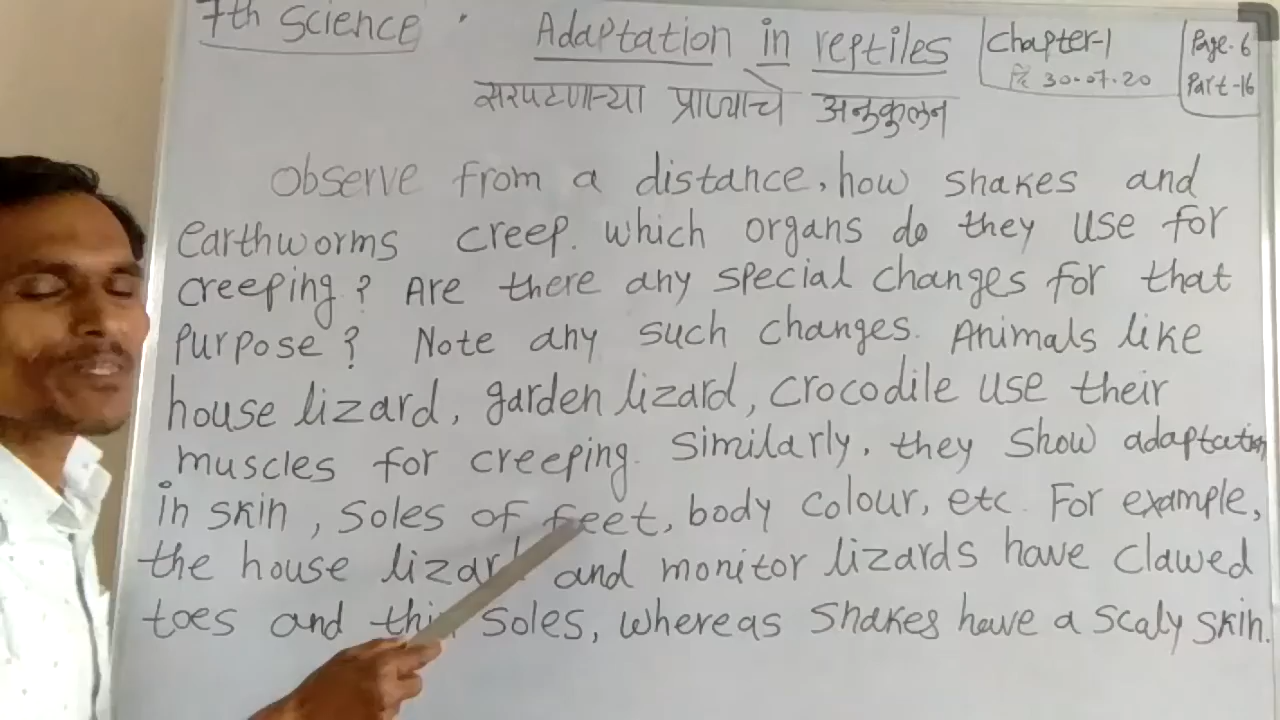 7th Science
Adaptation in reptiles
सरपटणाऱ्या प्राण्याचे अनुकुलन
Chapter-1
दि 30.07.20
Page.6
Part-16
Observe from a distance, how snakes and
earthworms creep. which organs do they use for
creeping? Are there any special changes for that
purpose? Note any such changes. Animals like
house lizard, garden lizard, crocodile use their
muscles for creeping. Similarly, they show adaptation
in skin, soles of feet, body colour, etc. For example,
the house lizard and monitor lizards have clawed
toes and thin soles, whereas snakes have a scaly skin.